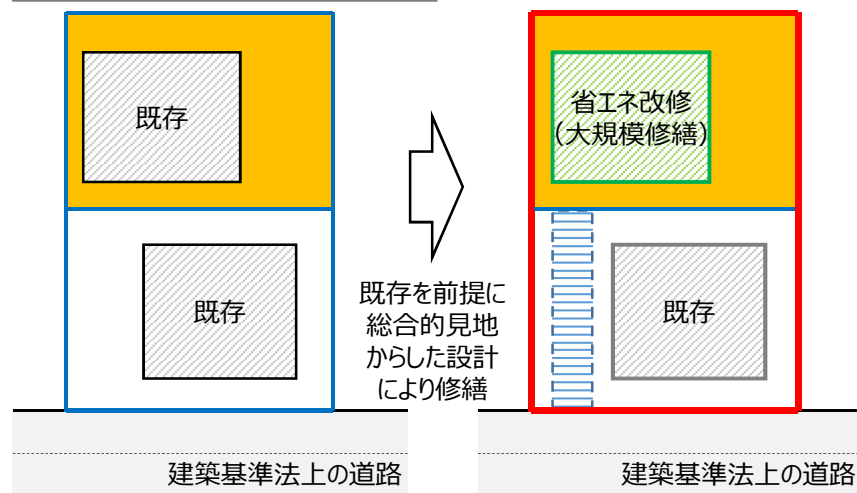 既存
既存
建築基準法上の道路
既存を前提に
総合的見地
からした設計
により修繕
省エネ改修
(大規模修繕)
既存
建築基準法上の道路